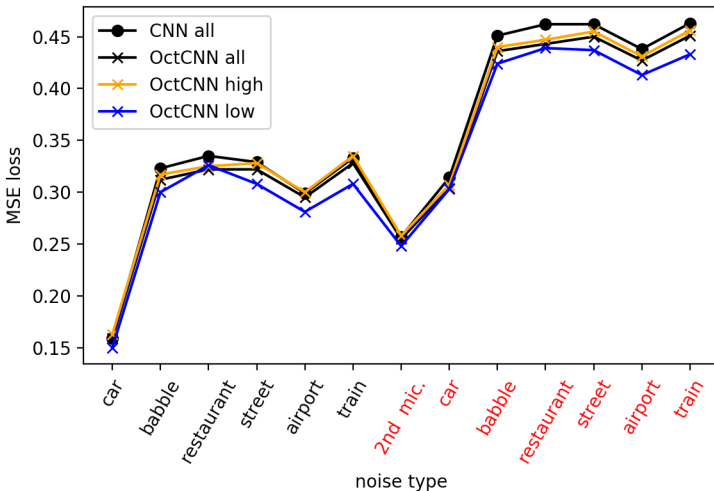 CNN all
OctCNN all
OctCNN high
OctCNN low
MSE loss
0.45
0.40
0.35
0.30
0.25
0.20
0.15
car
babble
restaurant
street
airport
train
2nd mic.
car
babble
restaurant
street
airport
train
noise type